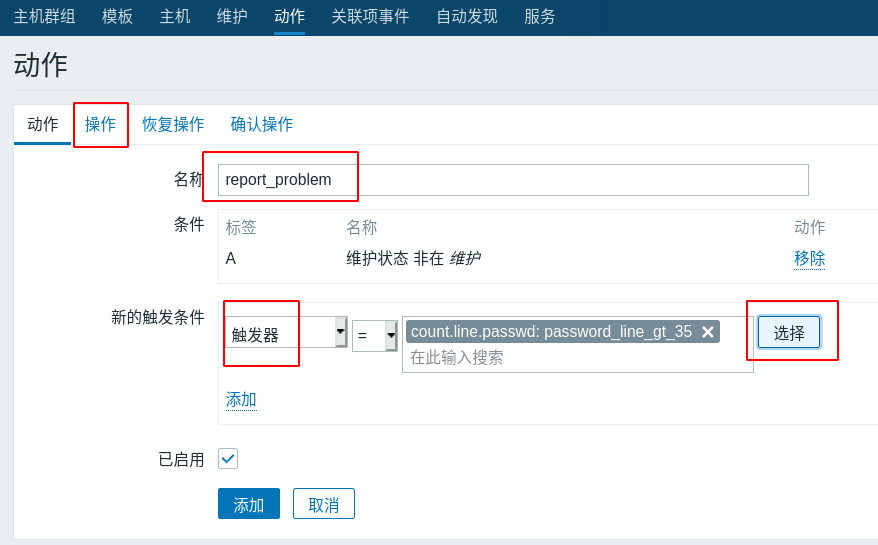 主机群组 模板 主机 维护 动作 关联项事件 自动发现 服务
动作
动作 操作 恢复操作 确认操作
名称 report_problem
条件 标签 名称 动作
A 维护状态 非在 维护 移除
新的触发条件 触发器 = count.line.passwd: password_line_gt_35 选择
在此输入搜索
添加
已启用
添加 取消